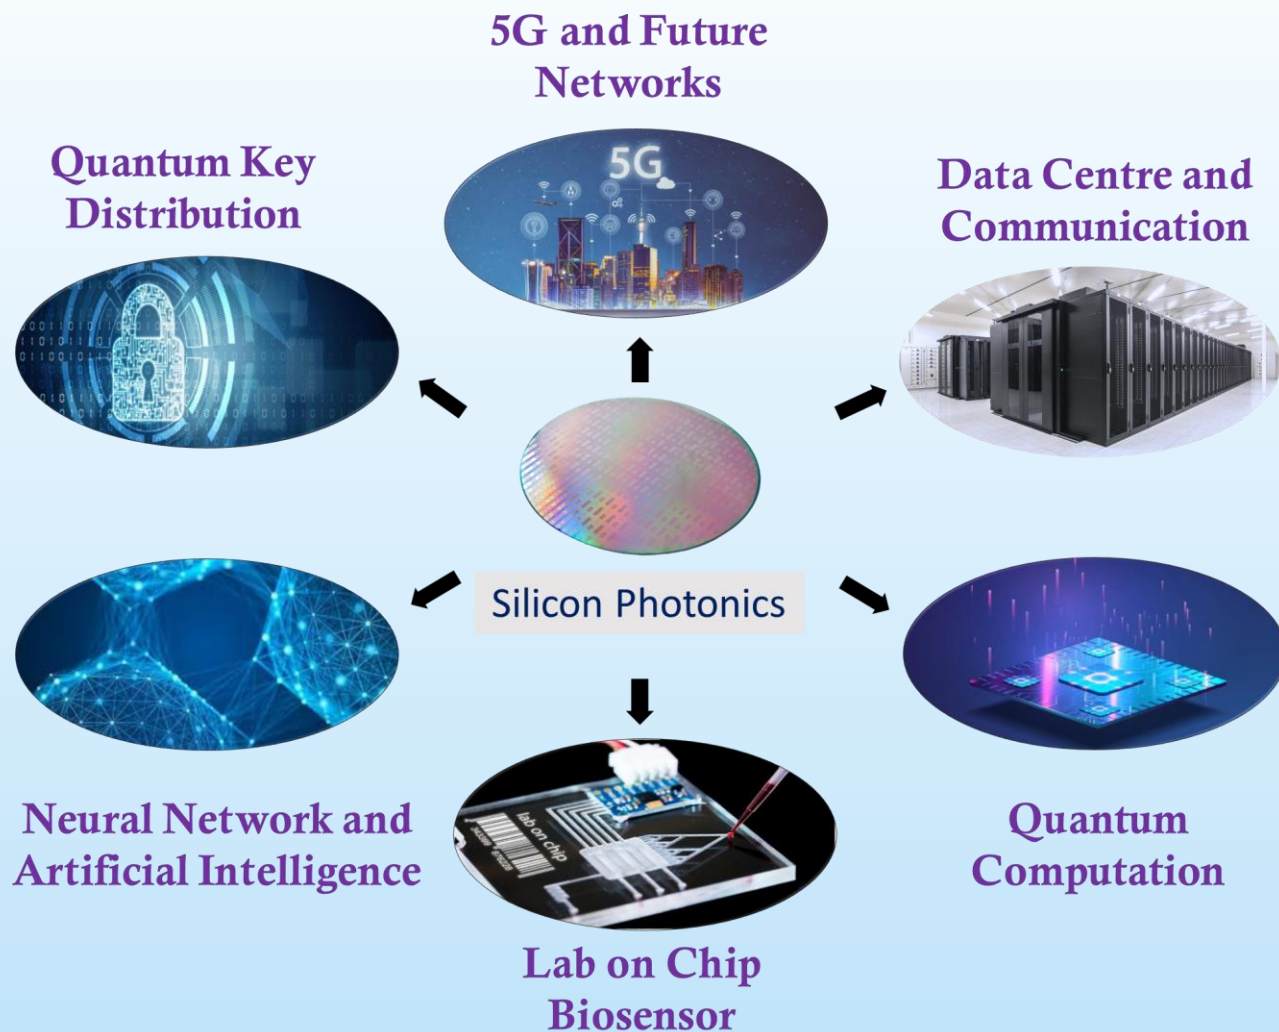 5G and Future
Networks
Quantum Key
Distribution
5G
Data Centre and
Communication
Silicon Photonics
Neural Network and
Artificial Intelligence
lab on chip
Quantum
Computation
Lab on Chip
Biosensor